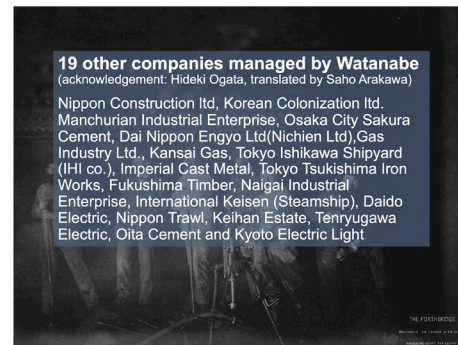 19 other companies managed by Watanabe
(acknowledgement: Hideki Ogata, translated by Saho Arakawa)
Nippon Construction ltd, Korean Colonization ltd.
Manchurian Industrial Enterprise, Osaka City Sakura
Cement, Dai Nippon Engyo Ltd(Nichien Ltd),Gas
Industry Ltd., Kansai Gas, Tokyo Ishikawa Shipyard
(IHI co.), Imperial Cast Metal, Tokyo Tsukishima Iron
Works, Fukushima Timber, Naigai Industrial
Enterprise, International Keisen (Steamship), Daido
Electric, Nippon Trawl, Keihan Estate, Tenryugawa
Electric, Oita Cement and Kyoto Electric Light
THE FORTH BRIDGE